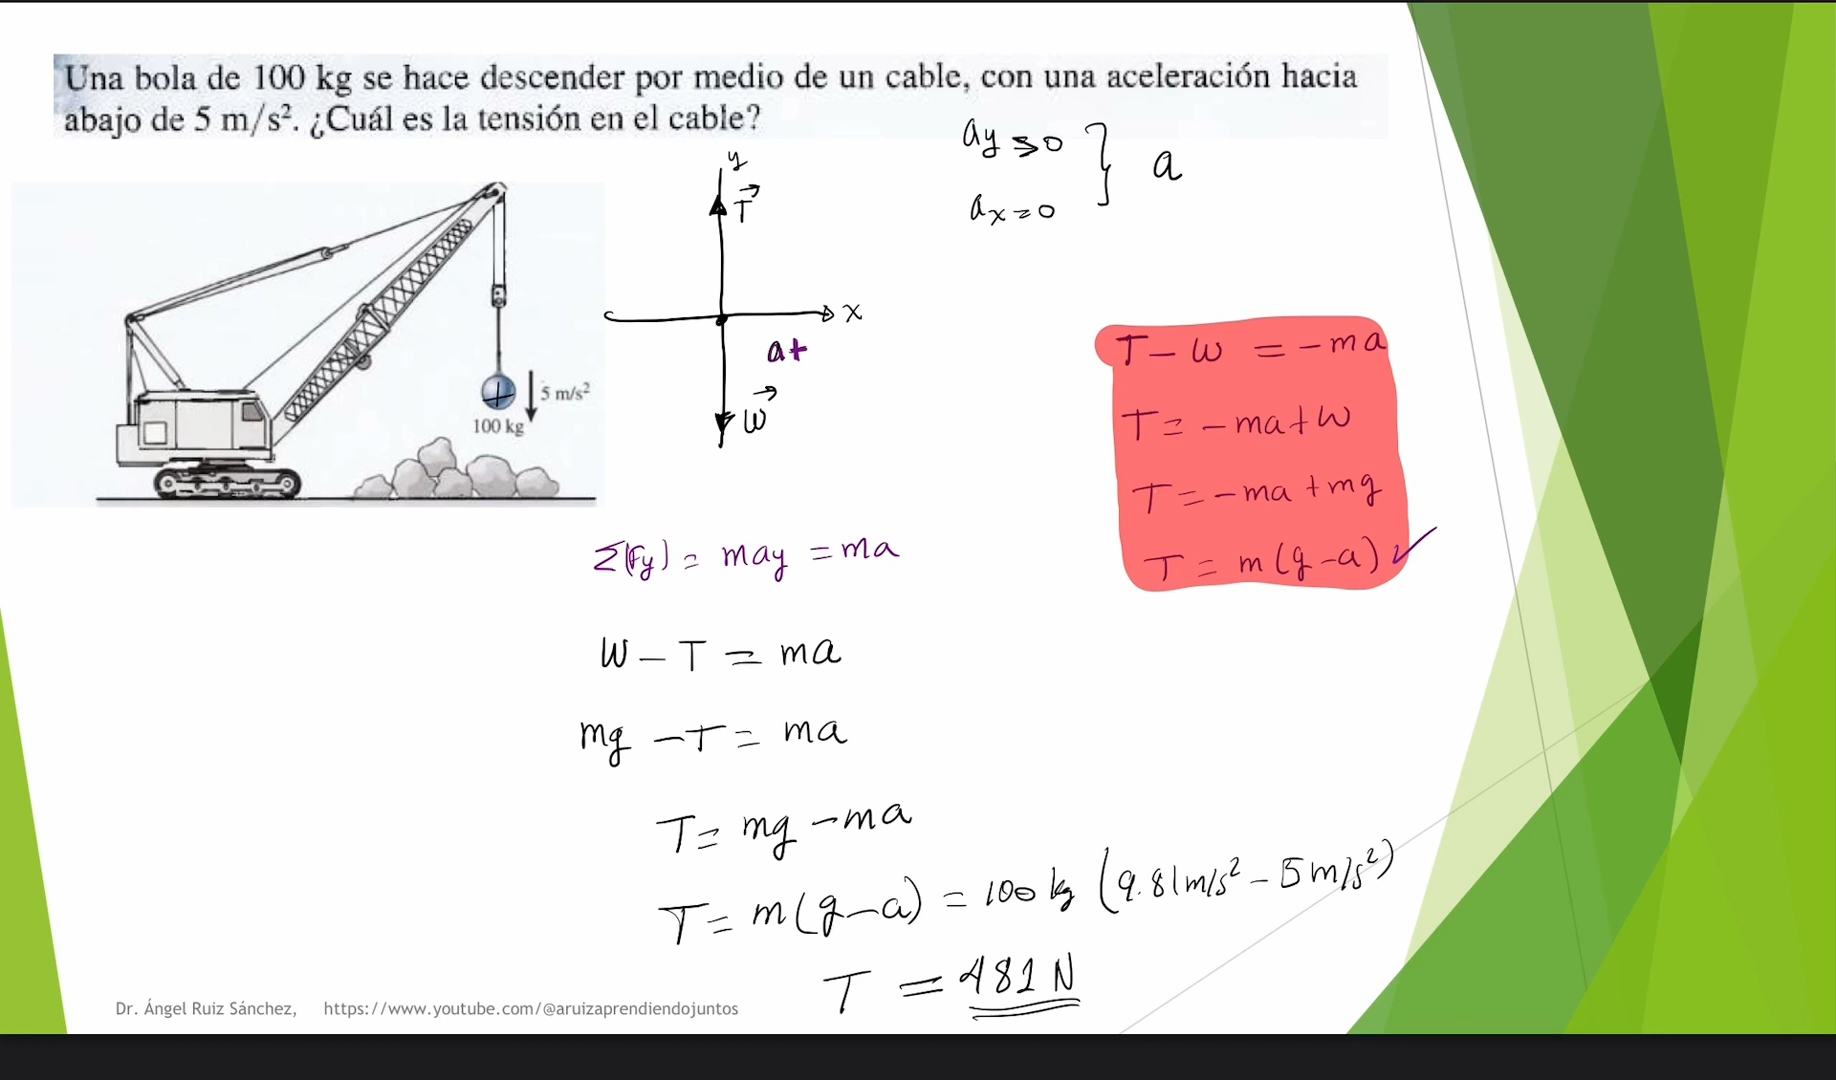 Una bola de 100 kg se hace descender por medio de un cable, con una aceleración hacia
abajo de 5 m/s². ¿Cuál es la tensión en el cable?
ax = 0
a
y
T
x
a+
W
5 m/s²
100 kg
T - W = -ma
T = -ma + W
T = -ma + mg
T = m(g - a) ✓
Σ(Fy) = may = ma
W - T = ma
mg - T = ma
T = mg - ma
T = m(g - a) = 100 kg (9.81 m/s² - 5 m/s²)
T = 481 N
Dr. Ángel Ruiz Sánchez, https://www.youtube.com/@aruizaprendiendojuntos